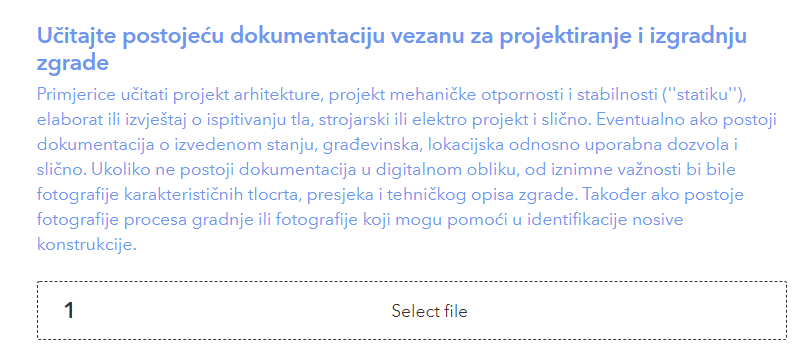 Učitajte postojeću dokumentaciju vezanu za projektiranje i izgradnju
zgrade
Primjerice učitati projekt arhitekture, projekt mehaničke otpornosti i stabilnosti (''statiku''),
elaborat ili izvještaj o ispitivanju tla, strojarski ili elektro projekt i slično. Eventualno ako postoji
dokumentacija o izvedenom stanju, građevinska, lokacijska odnosno uporabna dozvola i
slično. Ukoliko ne postoji dokumentacija u digitalnom obliku, od iznimne važnosti bi bile
fotografije karakterističnih tlocrta, presjeka i tehničkog opisa zgrade. Također ako postoje
fotografije procesa gradnje ili fotografije koji mogu pomoći u identifikacije nosive
konstrukcije.
1 Select file